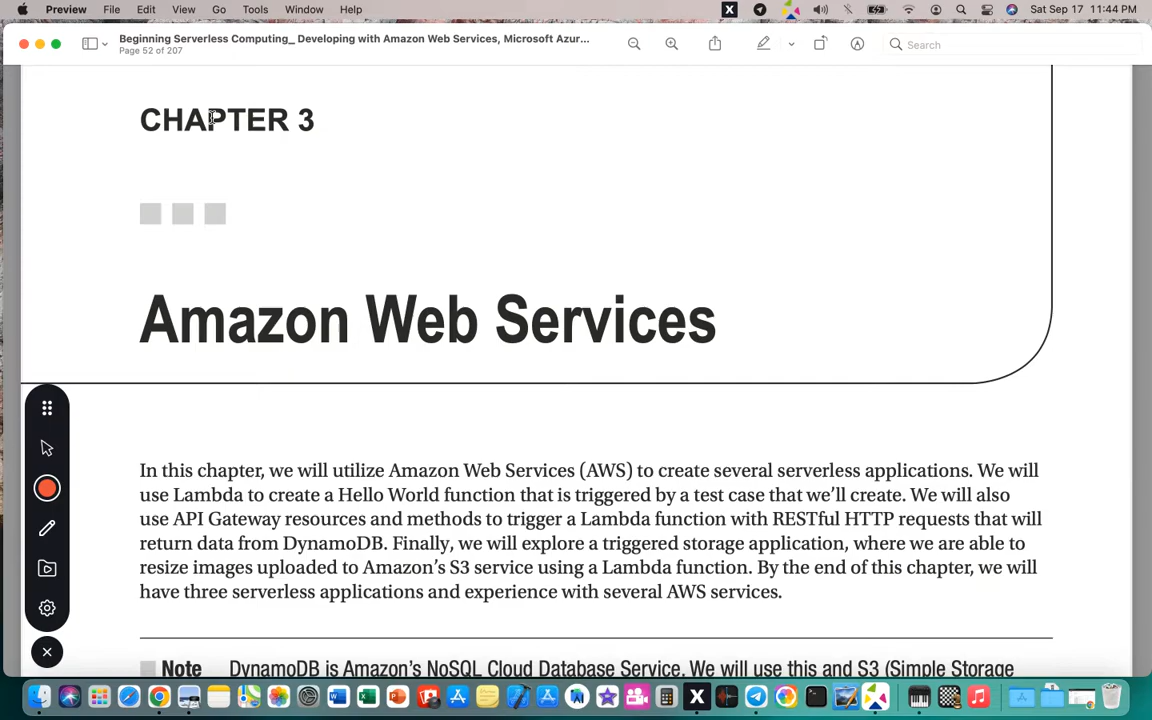 Preview File Edit View Go Tools Window Help X Sat Sep 17 11:44 PM
Beginning Serverless Computing_ Developing with Amazon Web Services, Microsoft Azur...
Page 52 of 207
Search
CHAPTER 3
Amazon Web Services
In this chapter, we will utilize Amazon Web Services (AWS) to create several serverless applications. We will
use Lambda to create a Hello World function that is triggered by a test case that we’ll create. We will also
use API Gateway resources and methods to trigger a Lambda function with RESTful HTTP requests that will
return data from DynamoDB. Finally, we will explore a triggered storage application, where we are able to
resize images uploaded to Amazon’s S3 service using a Lambda function. By the end of this chapter, we will
have three serverless applications and experience with several AWS services.
Note DynamoDB is Amazon’s NoSQL Cloud Database Service. We will use this and S3 (Simple Storage